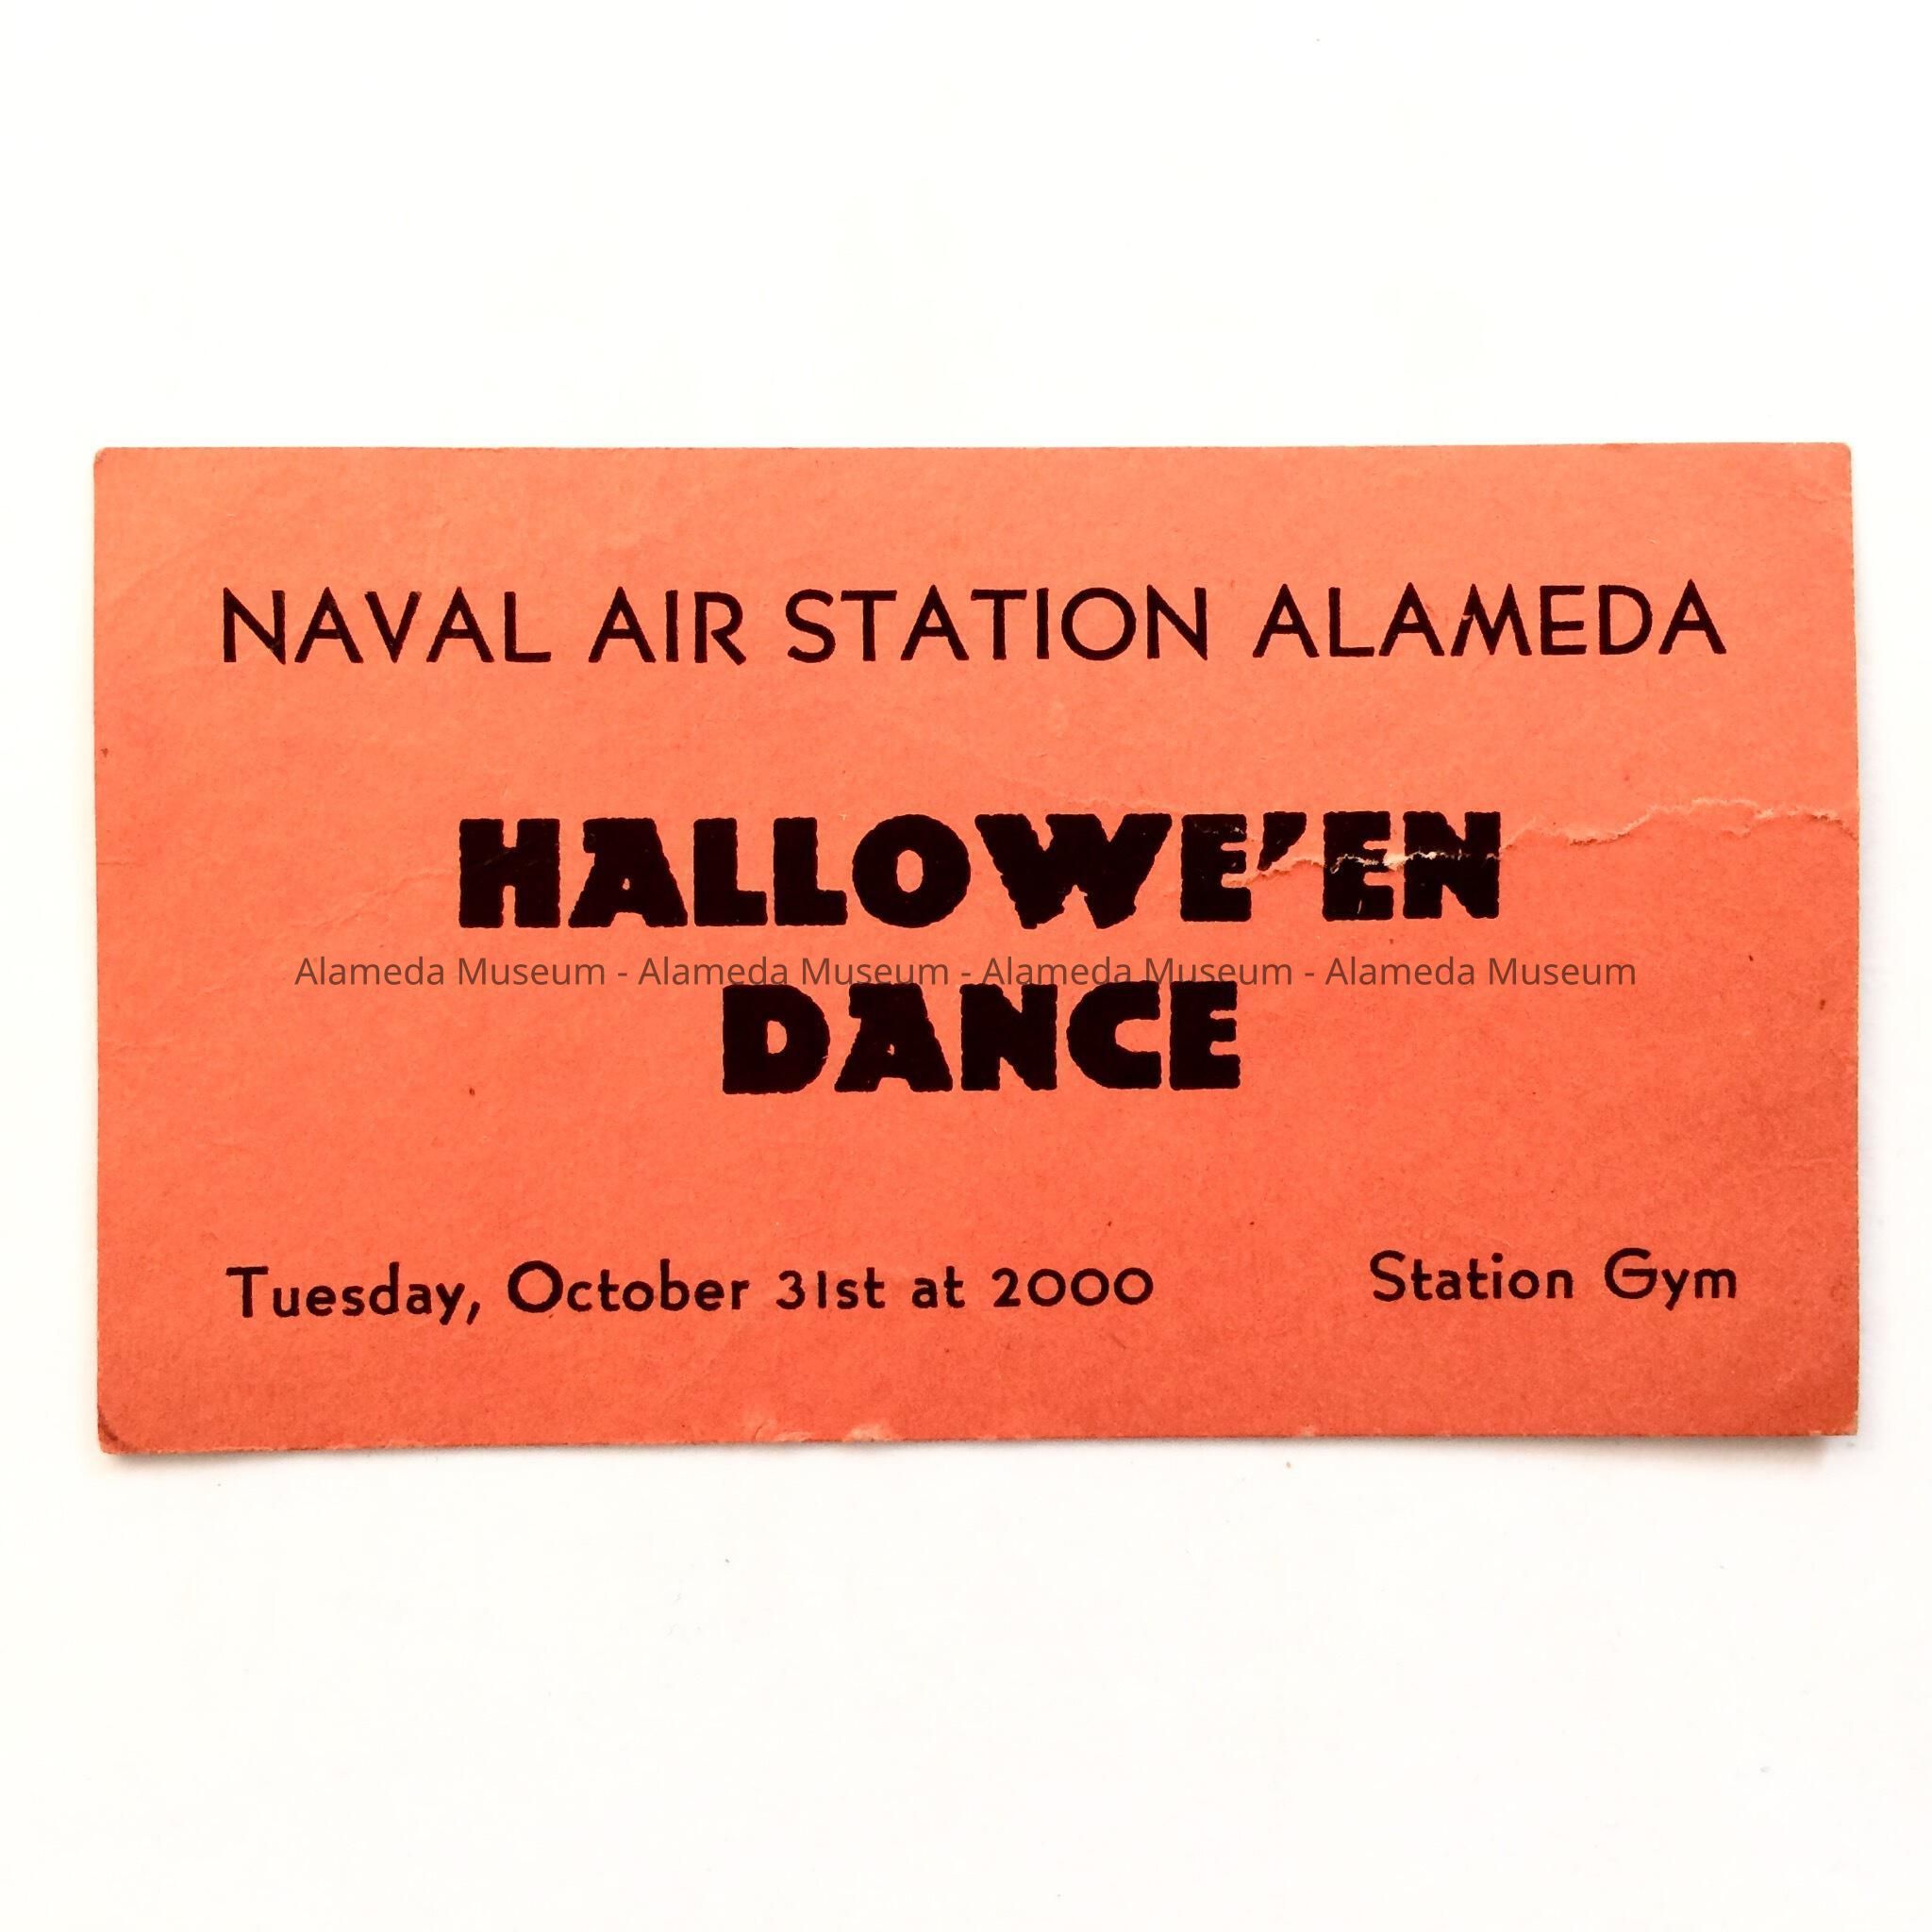 NAVAL AIR STATION ALAMEDA
HALLOWE'EN
Alameda Museum - Alameda Museum - Alameda Museum - Alameda Museum
DANCE
Tuesday, October 31st at 2000 Station Gym